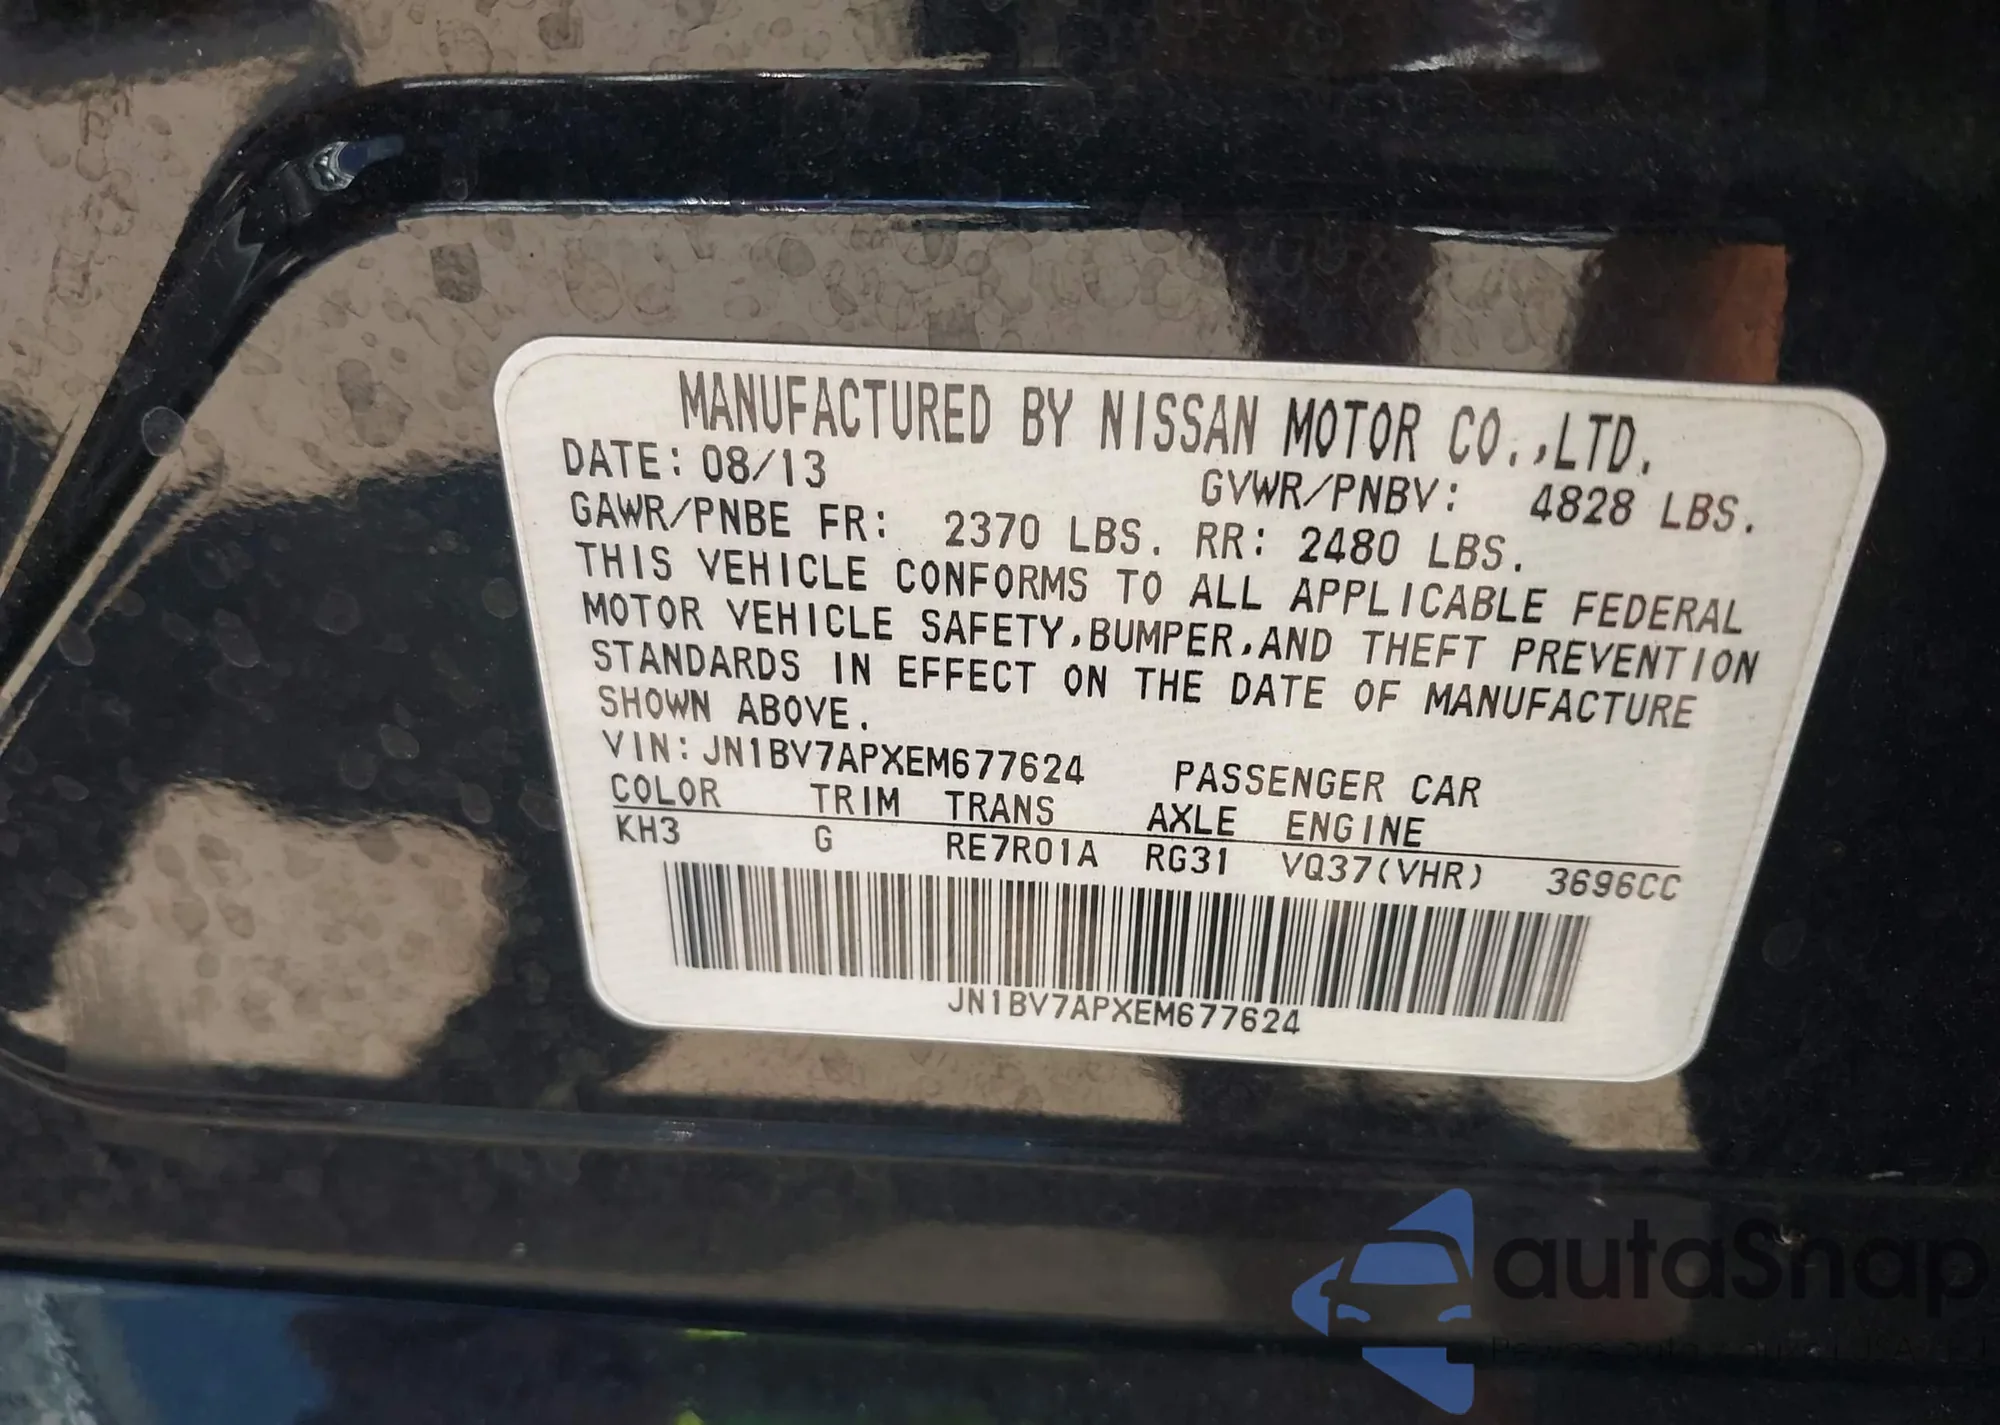 MANUFACTURED BY NISSAN MOTOR CO.,LTD.
DATE: 08/13
GVWR/PNBV: 4828 LBS.
GAWR/PNBE FR: 2370 LBS. RR: 2480 LBS.
THIS VEHICLE CONFORMS TO ALL APPLICABLE FEDERAL
MOTOR VEHICLE SAFETY,BUMPER,AND THEFT PREVENTION
STANDARDS IN EFFECT ON THE DATE OF MANUFACTURE
SHOWN ABOVE.
VIN: JN1BV7APXEM677624 PASSENGER CAR
COLOR TRIM TRANS AXLE ENGINE
KH3 G RE7R01A RG31 VQ37(VHR) 3696CC
JN1BV7APXEM677624
autaSnap